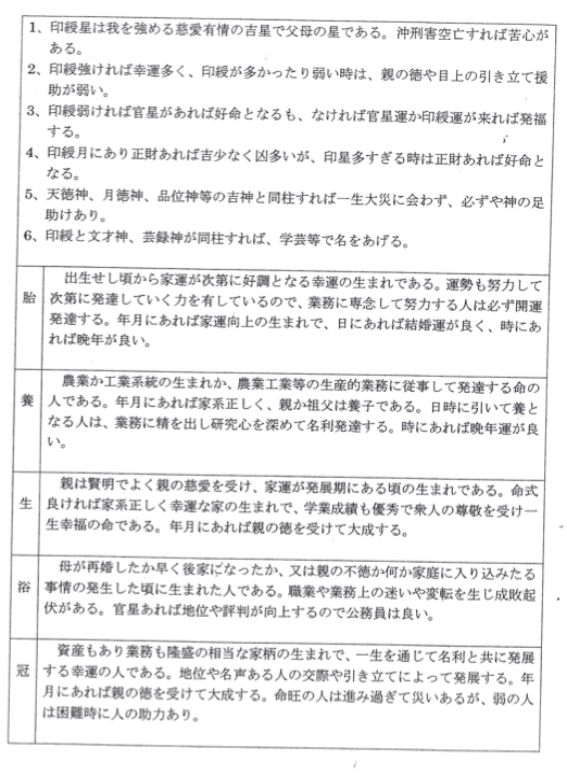 1、印綬星は我を強める慈愛有情の吉星で父母の星である。沖刑害空亡すれば苦心が
ある。
2、印綬強ければ幸運多く、印綬が多かったり弱い時は、親の徳や目上の引き立て援
助が弱い。
3、印綬弱ければ官星があれば好命となるも、なければ官星運か印綬運が来れば発福
する。
4、印綬月にあり正財あれば吉少なく凶多いが、印星多すぎる時は正財あれば好命と
なる。
5、天徳神、月徳神、品位神等の吉神と同柱すれば一生大災に会わず、必ずや神の足
助けあり。
6、印綬と文才神、芸録神が同柱すれば、学芸等で名をあげる。
胎
出生せし頃から家運が次第に好調となる幸運の生まれである。運勢も努力して
次第に発達していく力を有しているので、業務に専念して努力する人は必ず開運
発達する。年月にあれば家運向上の生まれで、日にあれば結婚運が良く、時にあ
れば晩年が良い。
養
農業か工業系統の生まれか、農業工業等の生産的業務に従事して発達する命の
人である。年月にあれば家系正しく、親か祖父は養子である。日時に引いて養と
なる人は、業務に精を出し研究心を深めて名利発達する。時にあれば晩年運が良
い。
生
親は賢明でよく親の慈愛を受け、家運が発展期にある頃の生まれである。命式
良ければ家系正しく幸運な家の生まれで、学業成績も優秀で衆人の尊敬を受け一
生幸福の命である。年月にあれば親の徳を受けて大成する。
浴
母が再婚したか早く後家になったか、又は親の不徳か何か家庭に入り込みたる
事情の発生した頃に生まれた人である。職業や業務上の迷いや変転を生じ成敗起
伏がある。官星あれば地位や評判が向上するので公務員は良い。
冠
資産もあり業務も隆盛の相当な家柄の生まれで、一生を通じて名利と共に発展
する幸運の人である。地位や名声ある人の交際や引き立てによって発展する。年
月にあれば親の徳を受けて大成する。命旺の人は進み過ぎて災いあるが、弱の人
は困難時に人の助力あり。